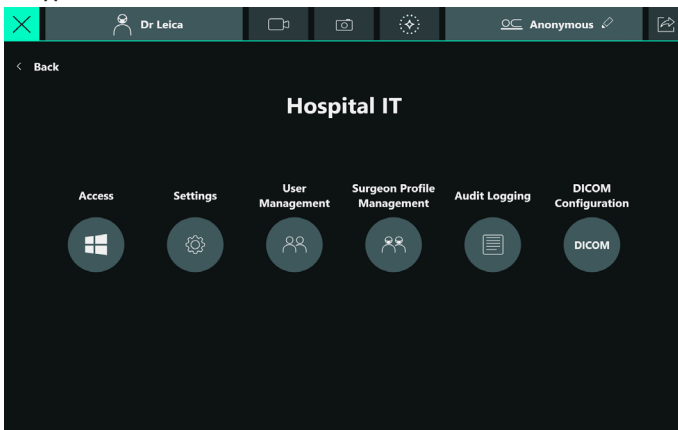 Dr Leica
Anonymous
Back
Hospital IT
Access
Settings
User
Management
Surgeon Profile
Management
Audit Logging
DICOM
Configuration
DICOM